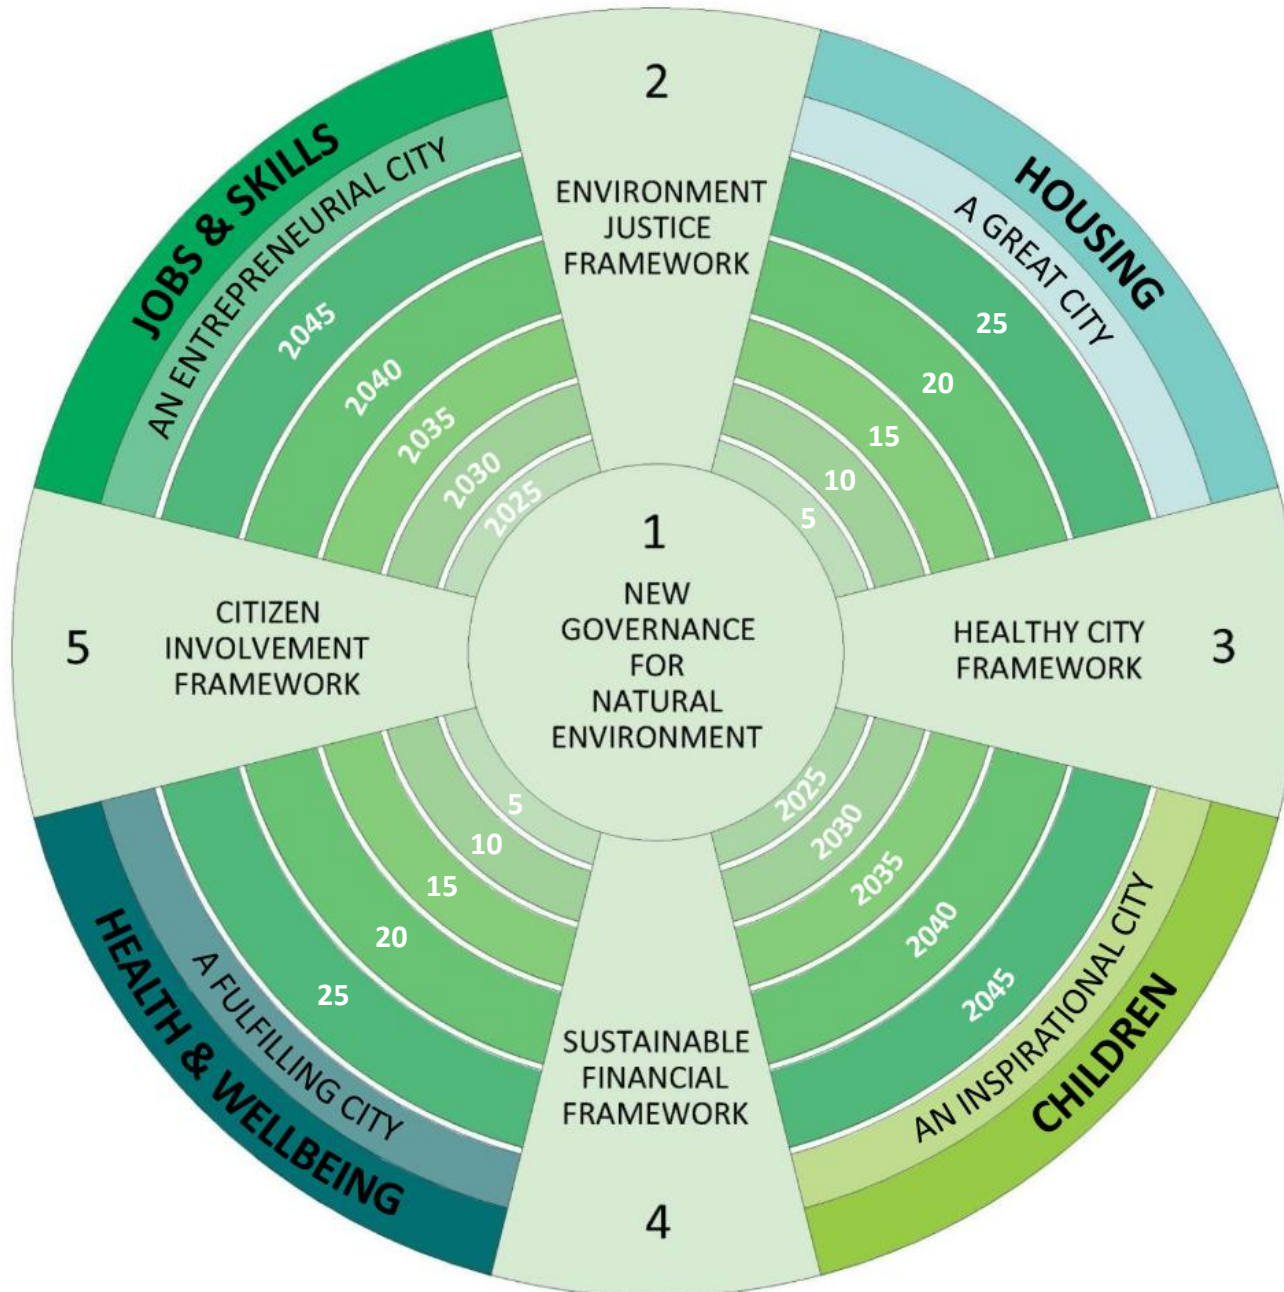 2
ENVIRONMENT
JUSTICE
FRAMEWORK
JOBS & SKILLS
AN ENTREPRENEURIAL CITY
2045
2040
2035
2030
2025
HOUSING
A GREAT CITY
25
20
15
10
5
1
NEW
GOVERNANCE
FOR
NATURAL
ENVIRONMENT
5
CITIZEN
INVOLVEMENT
FRAMEWORK
HEALTHY CITY
FRAMEWORK
3
5
10
15
20
25
A FULFILLING CITY
HEALTH & WELLBEING
2025
2030
2035
2040
2045
AN INSPIRATIONAL CITY
CHILDREN
SUSTAINABLE
FINANCIAL
FRAMEWORK
4